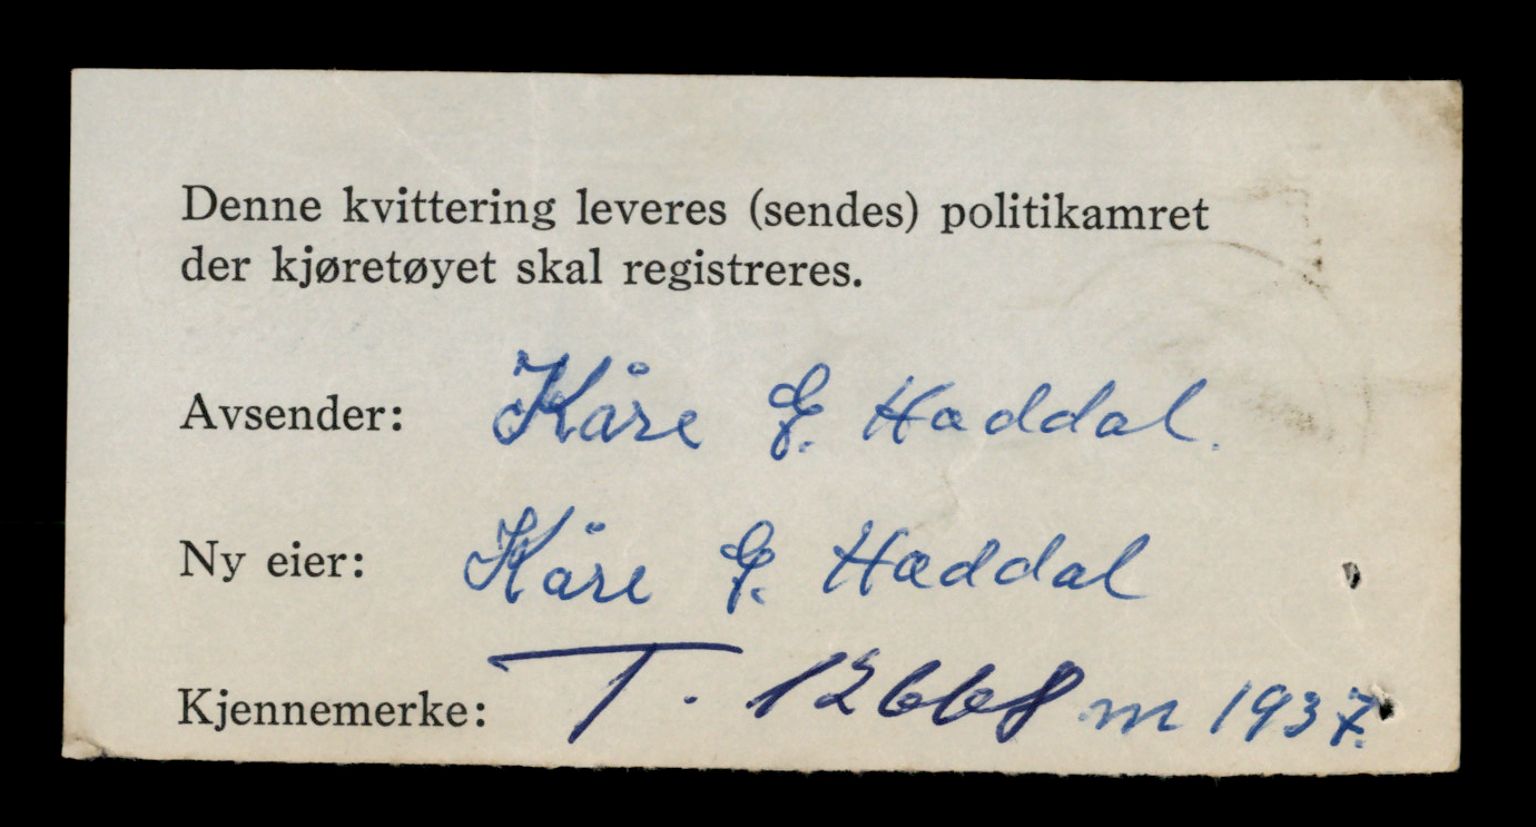 Denne kvittering leveres (sendes) politikamret
der kjøretøyet skal registreres.
Avsender: Kåre E. Haddal.
Ny eier: Kåre E. Haddal
Kjennemerke: T. 12668 m 1937.